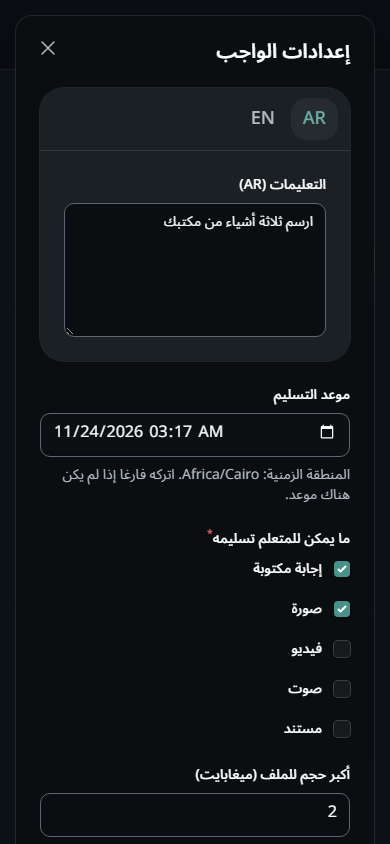 إعدادات الواجب
AR
EN
التعليمات (AR)
ارسم ثلاثة أشياء من مكتبك
موعد التسليم
11/24/2026 03:17 AM
المنطقة الزمنية: Africa/Cairo. اتركه فارغا إذا لم يكن
هناك موعد.
ما يمكن للمتعلم تسليمه*
إجابة مكتوبة
صورة
فيديو
صوت
مستند
أكبر حجم للملف (ميغابايت)
2